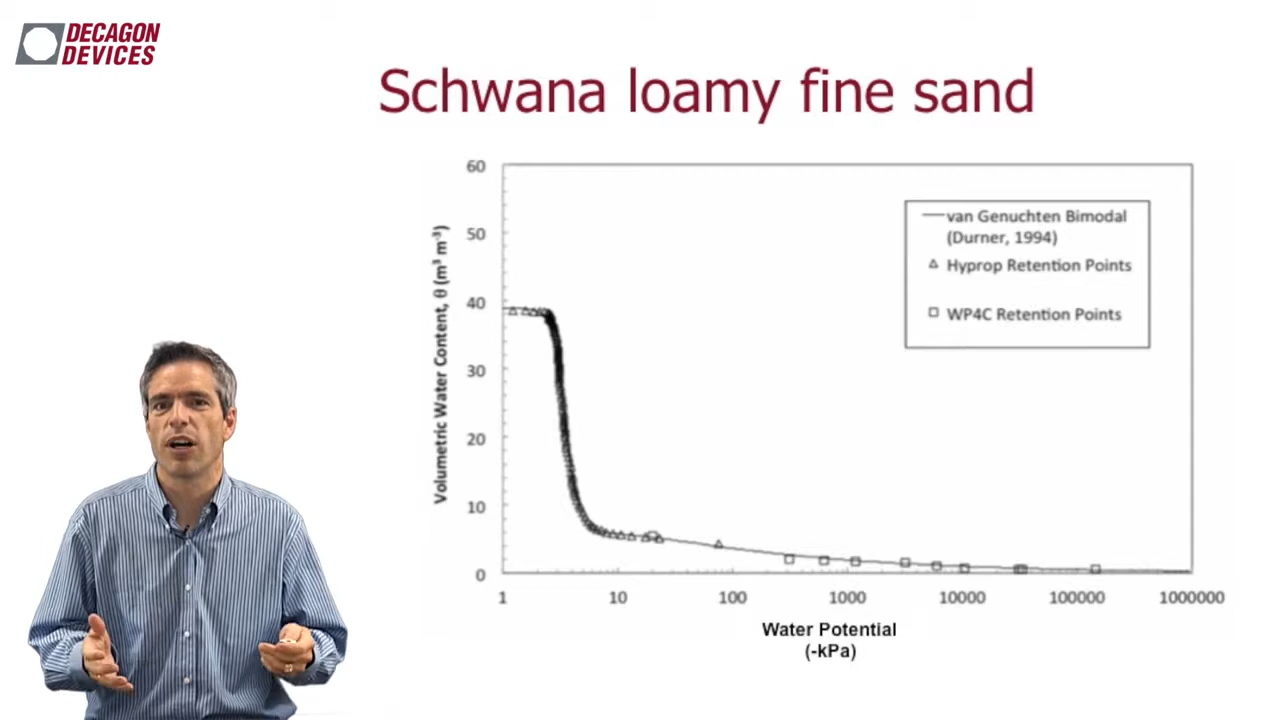 DECAGON
DEVICES
Schwana loamy fine sand
60
50
40
30
20
10
0
Volumetric Water Content, θ (m³ m⁻³)
van Genuchten Bimodal
(Durner, 1994)
Hyprop Retention Points
WP4C Retention Points
1 10 100 1000 10000 100000 1000000
Water Potential
(-kPa)